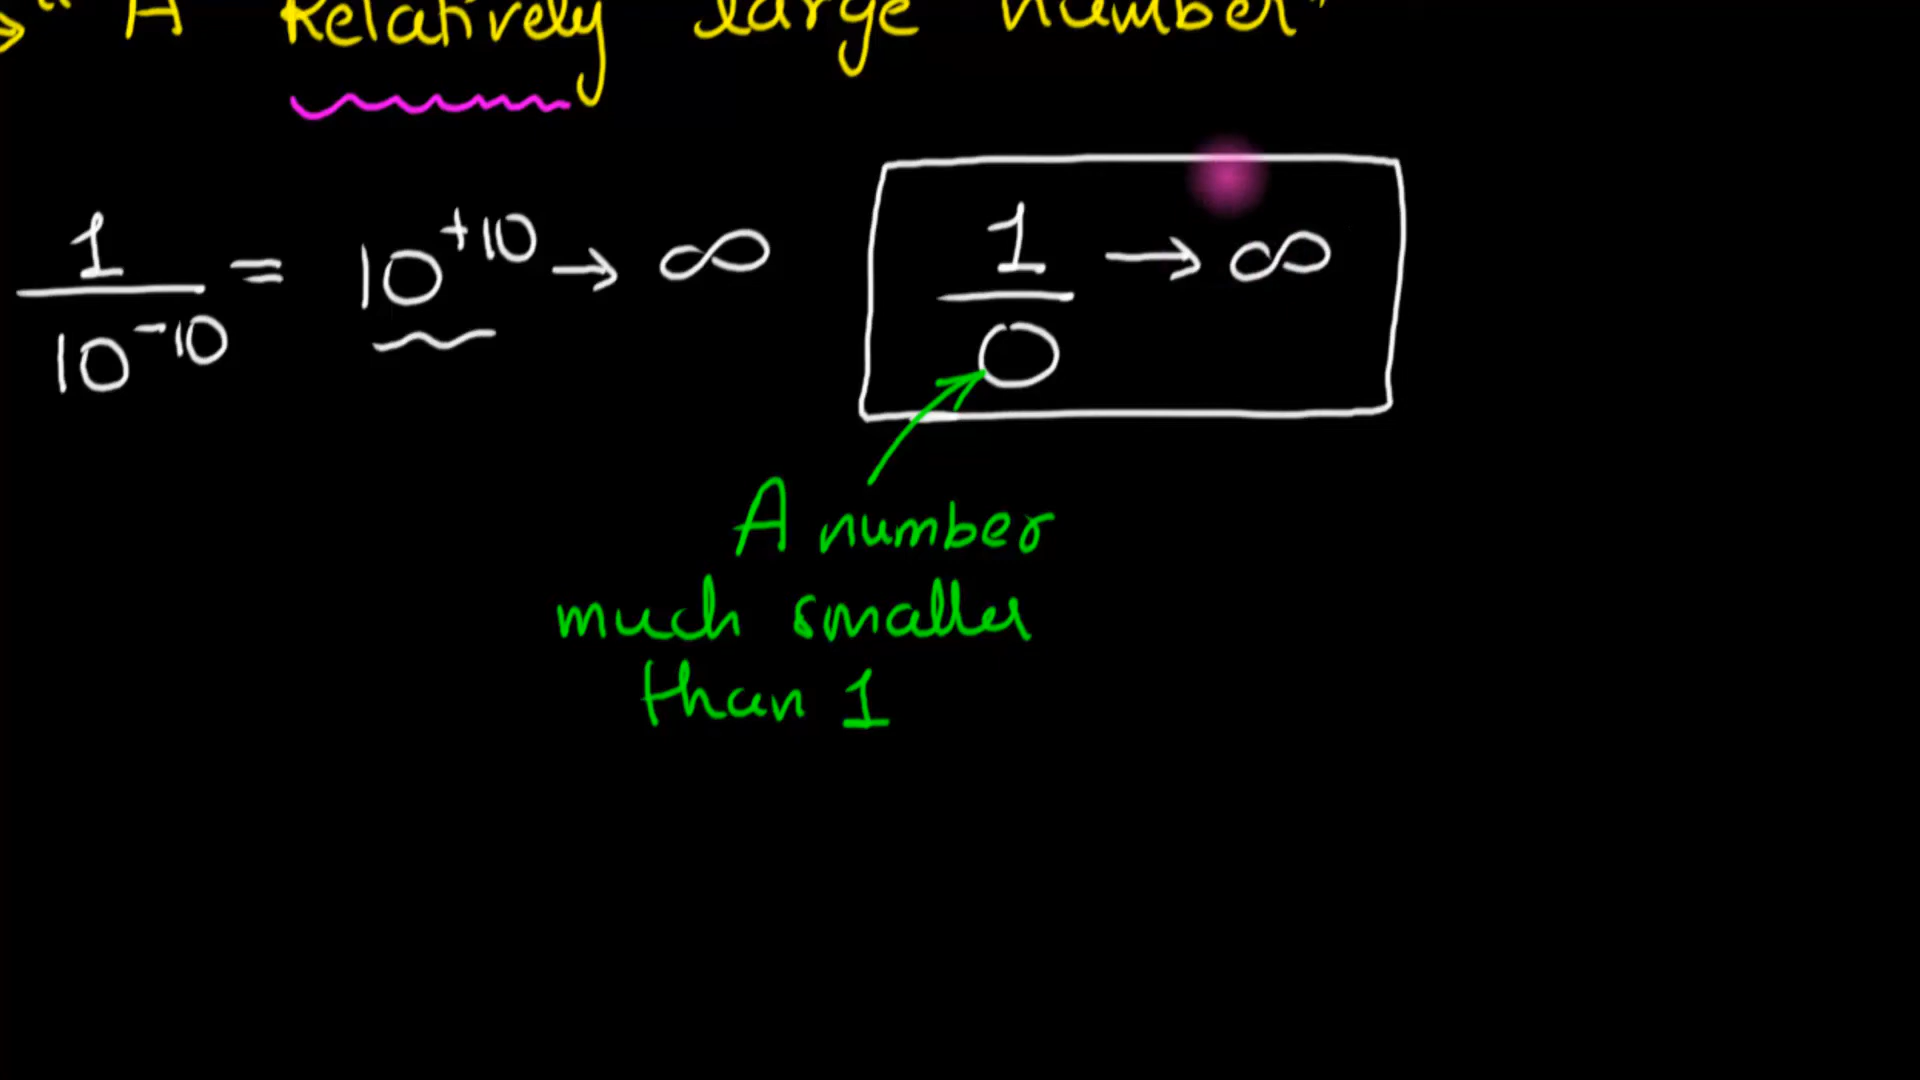 → "A Relatively large number"
1/10⁻¹⁰ = 10⁺¹⁰ → ∞
1/0 → ∞
A number
much smaller
than 1